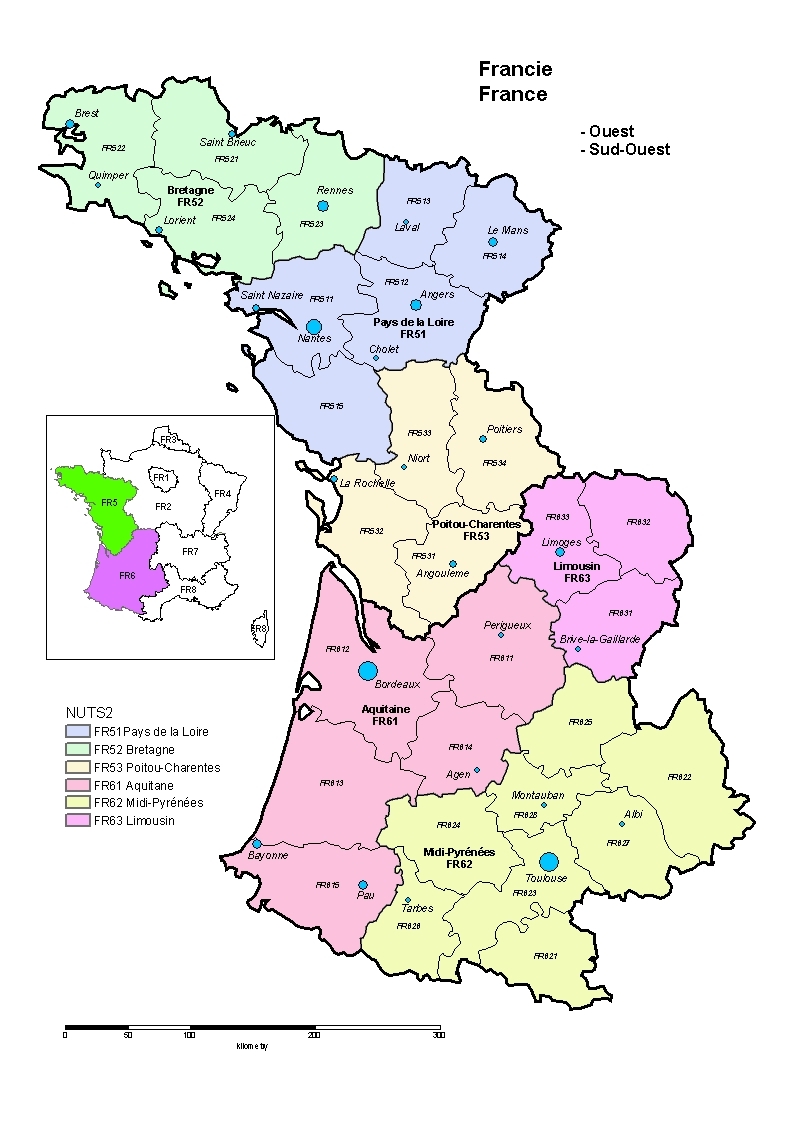 Francie
France
- Ouest
- Sud-Ouest
Brest
FR522
Saint Brieuc
FR521
Quimper
Bretagne
FR52
Rennes
Lorient
FR524
FR523
FR513
Laval
Le Mans
FR514
Saint Nazaire
FR511
FR512
Angers
Nantes
Pays de la Loire
FR51
Cholet
FR515
FR533
Poitiers
Niort
FR534
La Rochelle
FR532
Poitou-Charentes
FR53
FR531
Angouleme
FR633
FR632
Limoges
Limousin
FR63
FR631
Brive-la-Gaillarde
FR3
FR1
FR4
FR5
FR2
FR7
FR6
FR8
FR8
FR612
Perigueux
FR611
Bordeaux
Aquitaine
FR61
FR614
Agen
FR613
FR625
FR622
Montauban
FR628
Albi
FR627
FR624
Midi-Pyrénées
FR62
Toulouse
FR623
Bayonne
FR615
Pau
Tarbes
FR626
FR621
NUTS2
FR51Pays de la Loire
FR52 Bretagne
FR53 Poitou-Charentes
FR61 Aquitane
FR62 Midi-Pyrénées
FR63 Limousin
0 50 100 200 300
kilometry